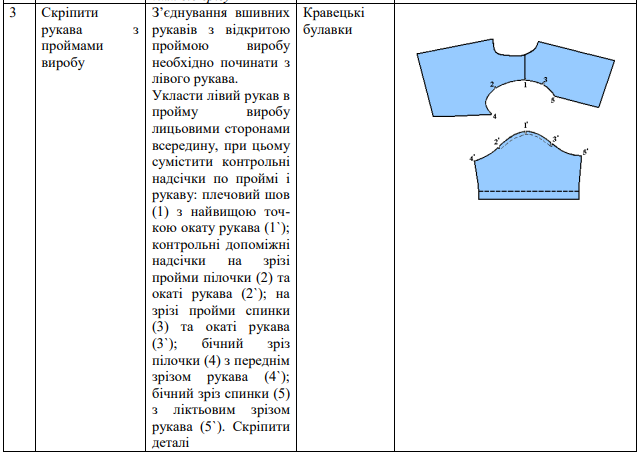 3
Скріпити
рукава з
проймами
виробу
З’єднування вшивних
рукавів з відкритою
проймою виробу
необхідно починати з
лівого рукава.
Укласти лівий рукав в
пройму виробу
лицьовими сторонами
всередину, при цьому
сумістити контрольні
надсічки по проймі і
рукаву: плечовий шов
(1) з найвищою точ-
кою окату рукава (1`);
контрольні допоміжні
надсічки на зрізі
пройми пілочки (2) та
окаті рукава (2`); на
зрізі пройми спинки
(3) та окаті рукава
(3`); бічний зріз
пілочки (4) з переднім
зрізом рукава (4`);
бічний зріз спинки (5)
з ліктьовим зрізом
рукава (5`). Скріпити
деталі
Кравецькі
булавки
2 1 3
5
4
1'
2' 3'
4' 5'